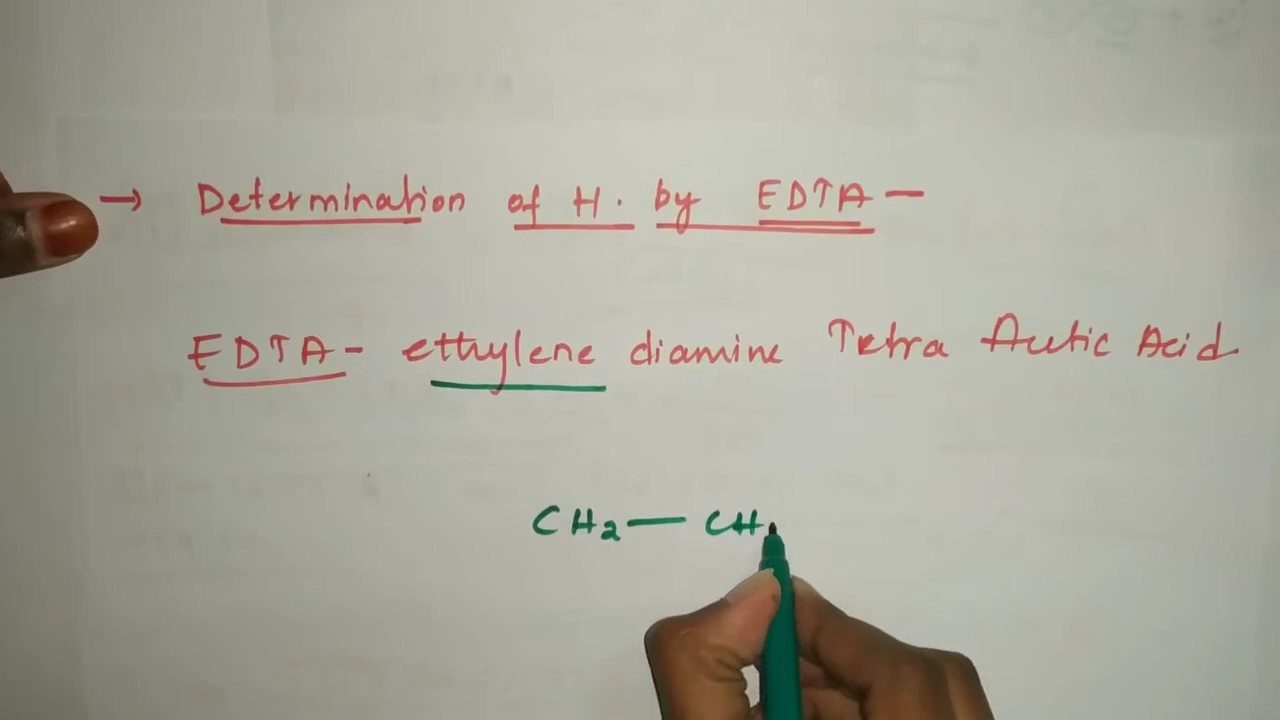 → Determination of H. by EDTA –
EDTA - ethylene diamine Tetra Acetic Acid
CH2 — CH